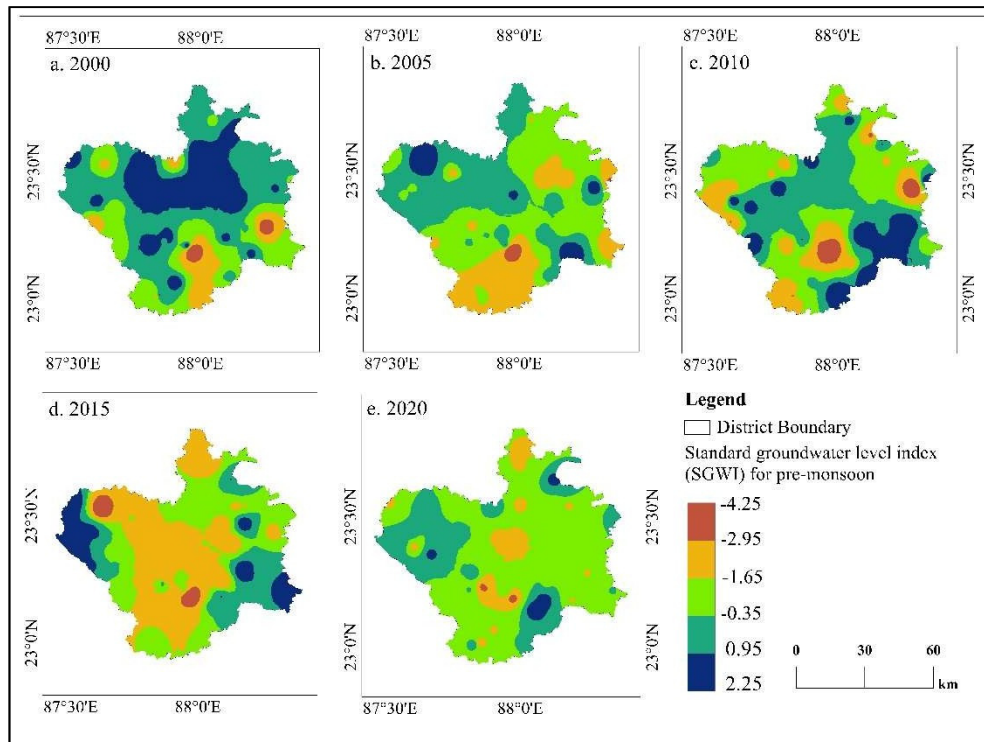 87°30'E 88°0'E
87°30'E 88°0'E
87°30'E 88°0'E
a. 2000
b. 2005
c. 2010
23°30'N
23°30'N
23°30'N
23°30'N
23°0'N
23°0'N
23°0'N
23°0'N
87°30'E 88°0'E
87°30'E 88°0'E
87°30'E 88°0'E
d. 2015
e. 2020
23°30'N
23°30'N
23°30'N
23°0'N
23°0'N
23°0'N
87°30'E 88°0'E
87°30'E 88°0'E
Legend
District Boundary
Standard groundwater level index
(SGWI) for pre-monsoon
-4.25
-2.95
-1.65
-0.35
0.95
2.25
0 30 60
km